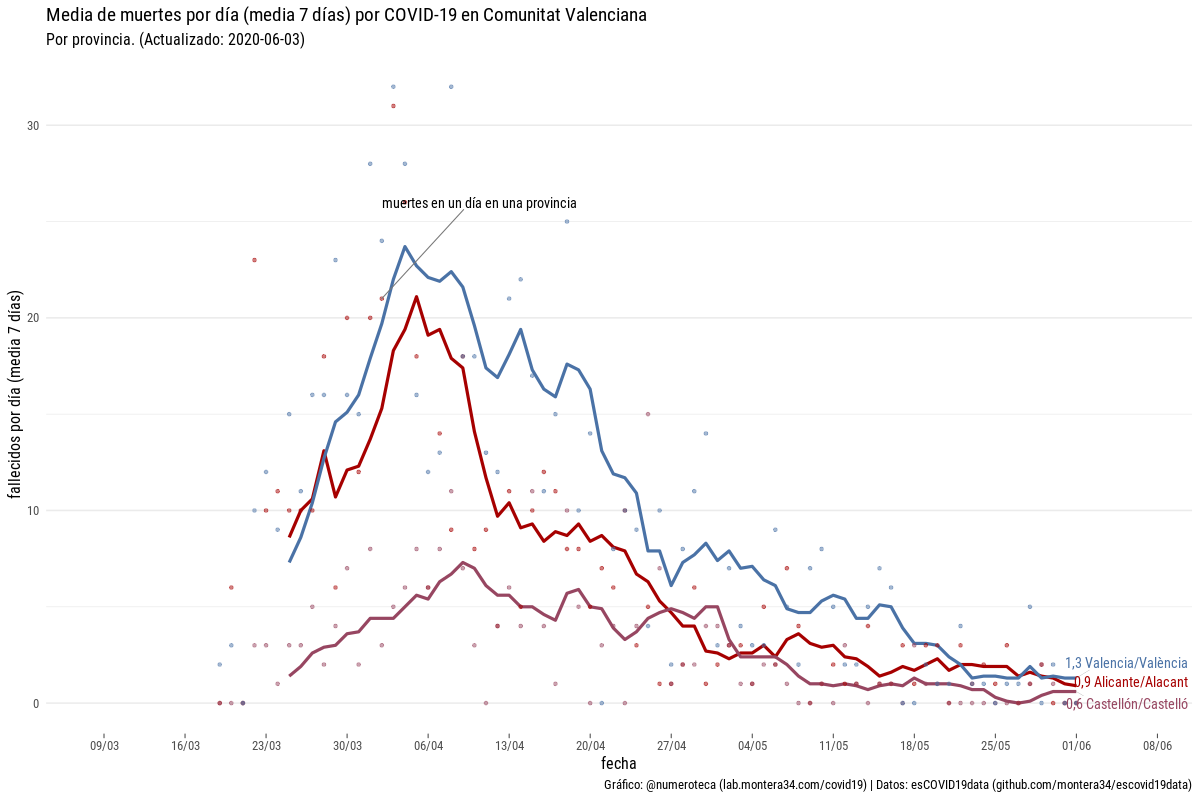 Media de muertes por día (media 7 días) por COVID-19 en Comunitat Valenciana
Por provincia. (Actualizado: 2020-06-03)
fallecidos por día (media 7 días)
30
20
10
0
muertes en un día en una provincia
1,3 Valencia/València
0,9 Alicante/Alacant
0,6 Castellón/Castelló
09/03 16/03 23/03 30/03 06/04 13/04 20/04 27/04 04/05 11/05 18/05 25/05 01/06 08/06
fecha
Gráfico: @numeroteca (lab.montera34.com/covid19) | Datos: esCOVID19data (github.com/montera34/escovid19data)